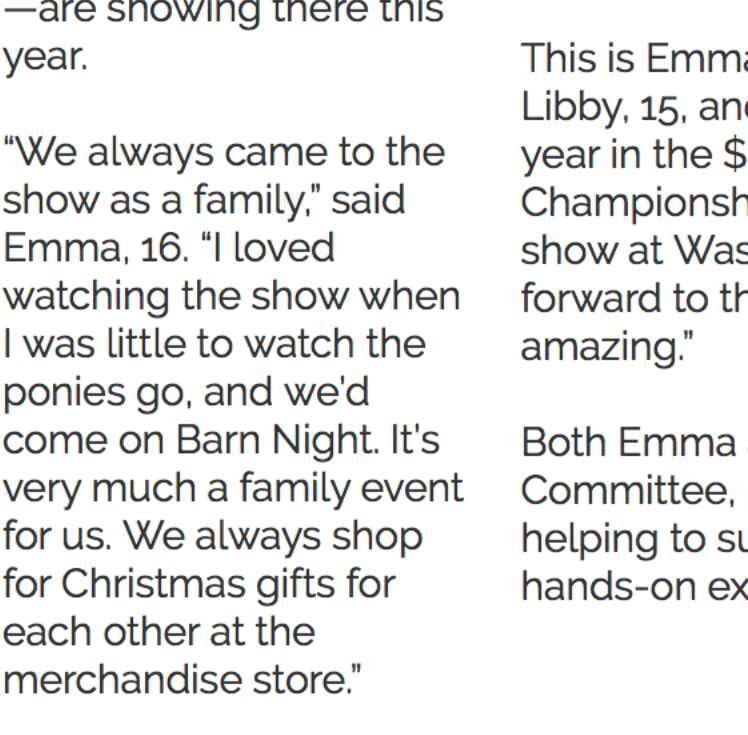 —are showing there this
year.
“We always came to the
show as a family,” said
Emma, 16. “I loved
watching the show when
I was little to watch the
ponies go, and we'd
come on Barn Night. It's
very much a family event
for us. We always shop
for Christmas gifts for
each other at the
merchandise store.”
This is Emma
Libby, 15, an
year in the $
Championsh
show at Was
forward to th
amazing.”
Both Emma
Committee,
helping to su
hands-on ex